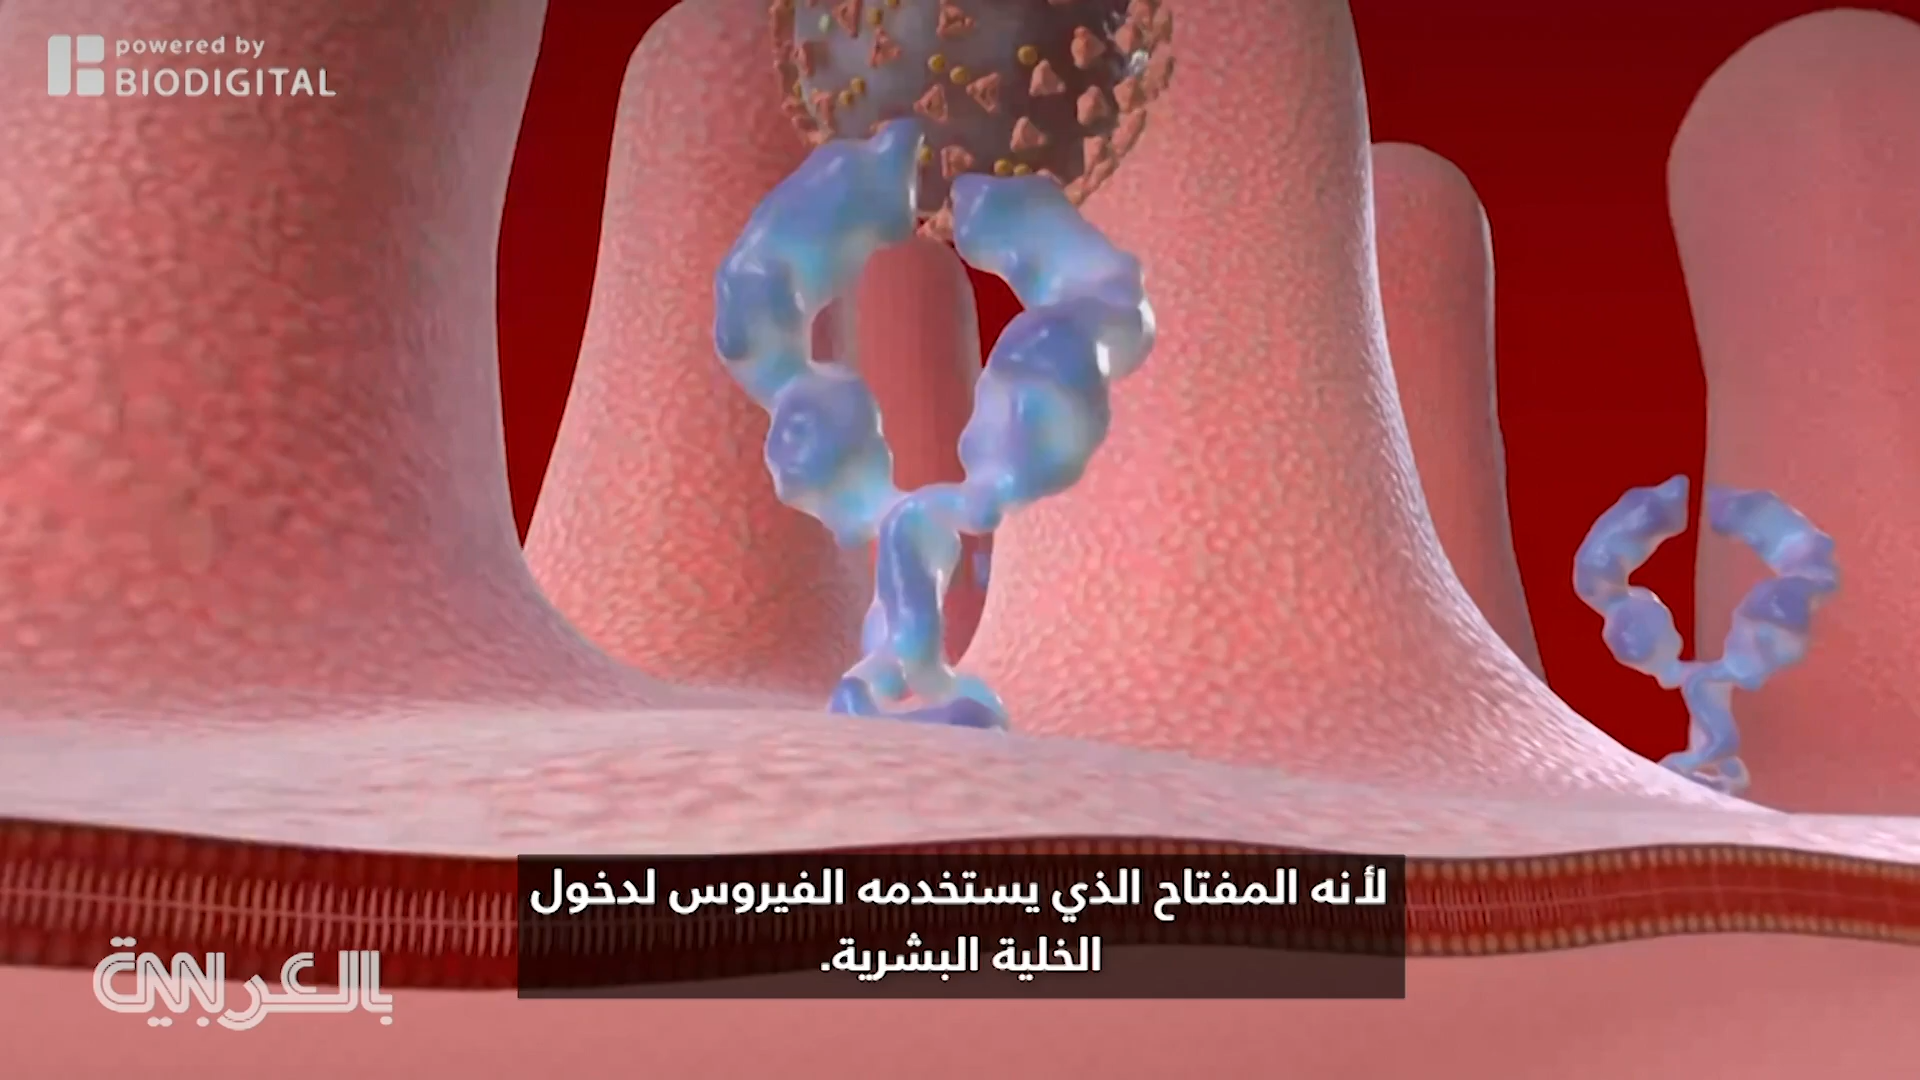 powered by
BIODIGITAL
لأنه المفتاح الذي يستخدمه الفيروس لدخول
الخلية البشرية.
CNN بالعربية